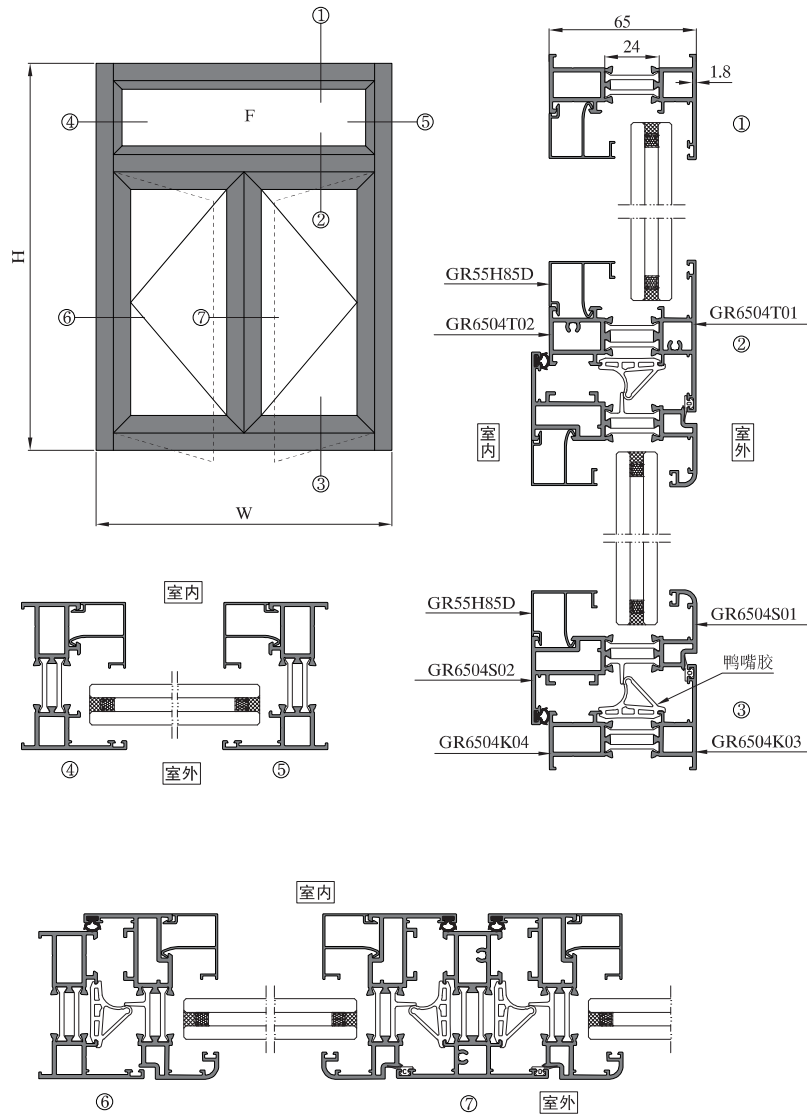 ①
④
F
⑤
②
⑥
⑦
③
H
W
65
24
1.8
①
GR55H85D
GR6504T02
GR6504T01
②
室内
室外
GR55H85D
GR6504S01
GR6504S02
鸭嘴胶
③
GR6504K04
GR6504K03
室内
④
室外
⑤
室内
⑥
⑦
室外